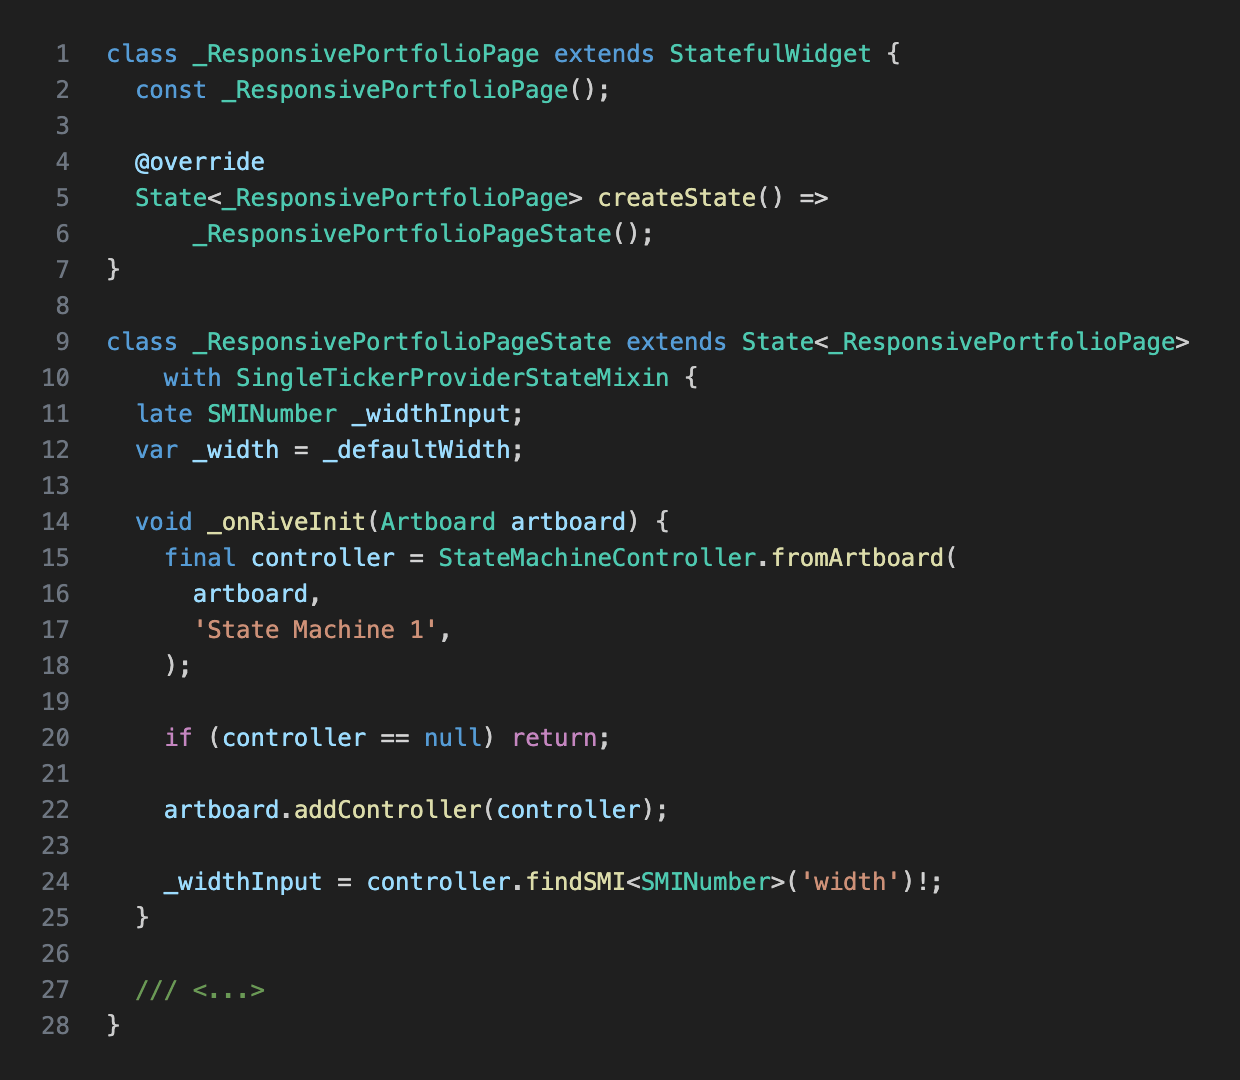 1 class _ResponsivePortfolioPage extends StatefulWidget {
2   const _ResponsivePortfolioPage();
3
4   @override
5   State<_ResponsivePortfolioPage> createState() =>
6       _ResponsivePortfolioPageState();
7 }
8
9 class _ResponsivePortfolioPageState extends State<_ResponsivePortfolioPage>
10     with SingleTickerProviderStateMixin {
11   late SMINumber _widthInput;
12   var _width = _defaultWidth;
13
14   void _onRiveInit(Artboard artboard) {
15     final controller = StateMachineController.fromArtboard(
16       artboard,
17       'State Machine 1',
18     );
19
20     if (controller == null) return;
21
22     artboard.addController(controller);
23
24     _widthInput = controller.findSMI<SMINumber>('width')!;
25   }
26
27   /// <...>
28 }